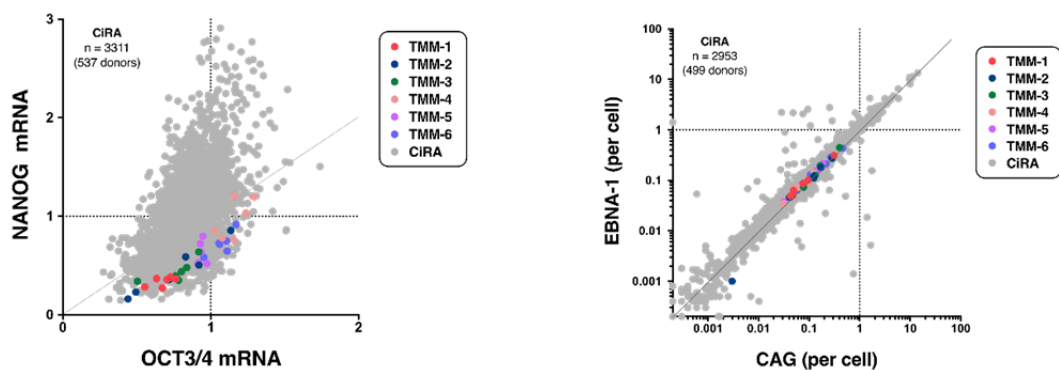 NANOG mRNA
3
2
1
0
CiRA
n = 3311
(537 donors)
0
1
2
OCT3/4 mRNA
TMM-1
TMM-2
TMM-3
TMM-4
TMM-5
TMM-6
CiRA
EBNA-1 (per cell)
100
10
1
0.1
0.01
0.001
CiRA
n = 2953
(499 donors)
0.001
0.01
0.1
1
10
100
CAG (per cell)
TMM-1
TMM-2
TMM-3
TMM-4
TMM-5
TMM-6
CiRA